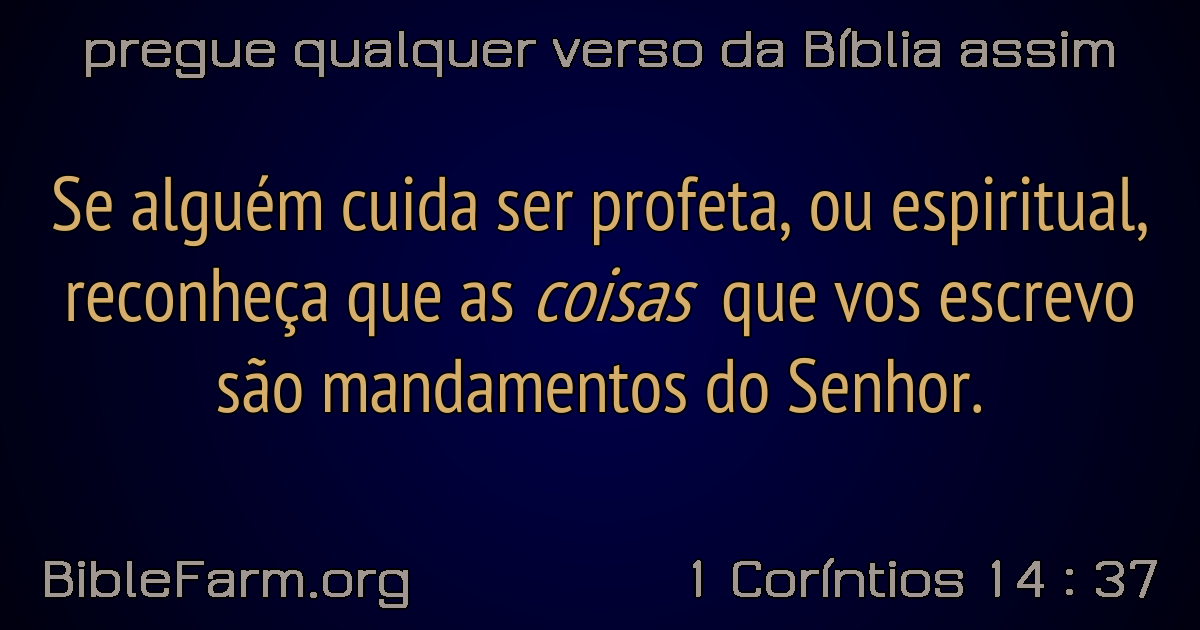 pregue qualquer verso da Bíblia assim
Se alguém cuida ser profeta, ou espiritual,
reconheça que as coisas que vos escrevo
são mandamentos do Senhor.
BibleFarm.org
1 Coríntios 14 : 37